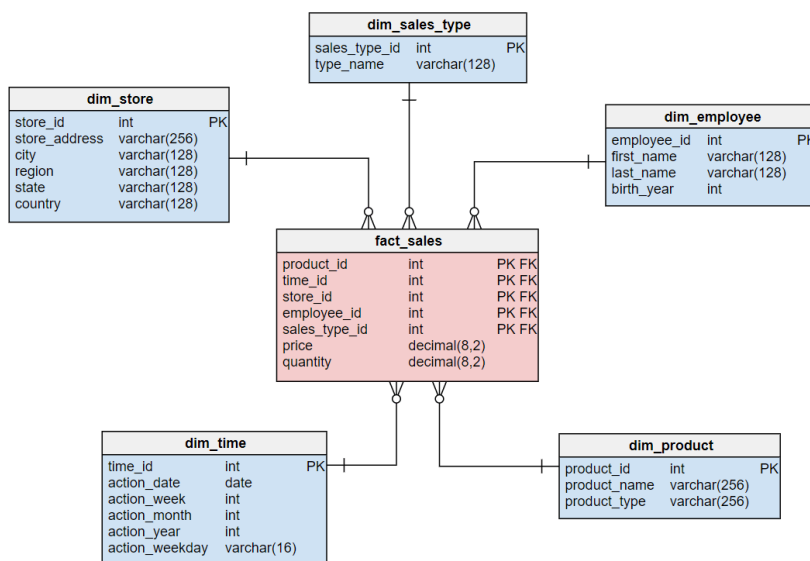 dim_sales_type
sales_type_id int PK
type_name varchar(128)
dim_store
store_id int PK
store_address varchar(256)
city varchar(128)
region varchar(128)
state varchar(128)
country varchar(128)
dim_employee
employee_id int PK
first_name varchar(128)
last_name varchar(128)
birth_year int
fact_sales
product_id int PK FK
time_id int PK FK
store_id int PK FK
employee_id int PK FK
sales_type_id int PK FK
price decimal(8,2)
quantity decimal(8,2)
dim_time
time_id int PK
action_date date
action_week int
action_month int
action_year int
action_weekday varchar(16)
dim_product
product_id int PK
product_name varchar(256)
product_type varchar(256)